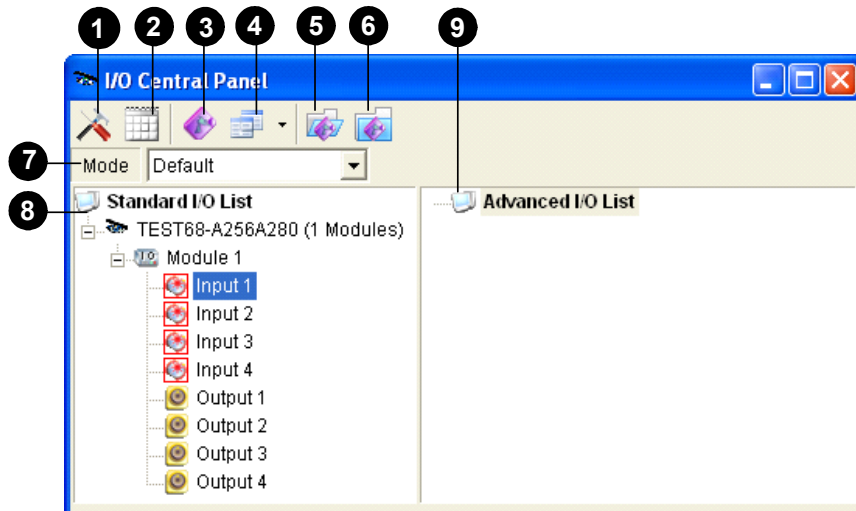 1 2 3 4 5 6 9
I/O Central Panel
7 Mode Default
8 Standard I/O List Advanced I/O List
TEST68-A256A280 (1 Modules)
Module 1
Input 1
Input 2
Input 3
Input 4
Output 1
Output 2
Output 3
Output 4